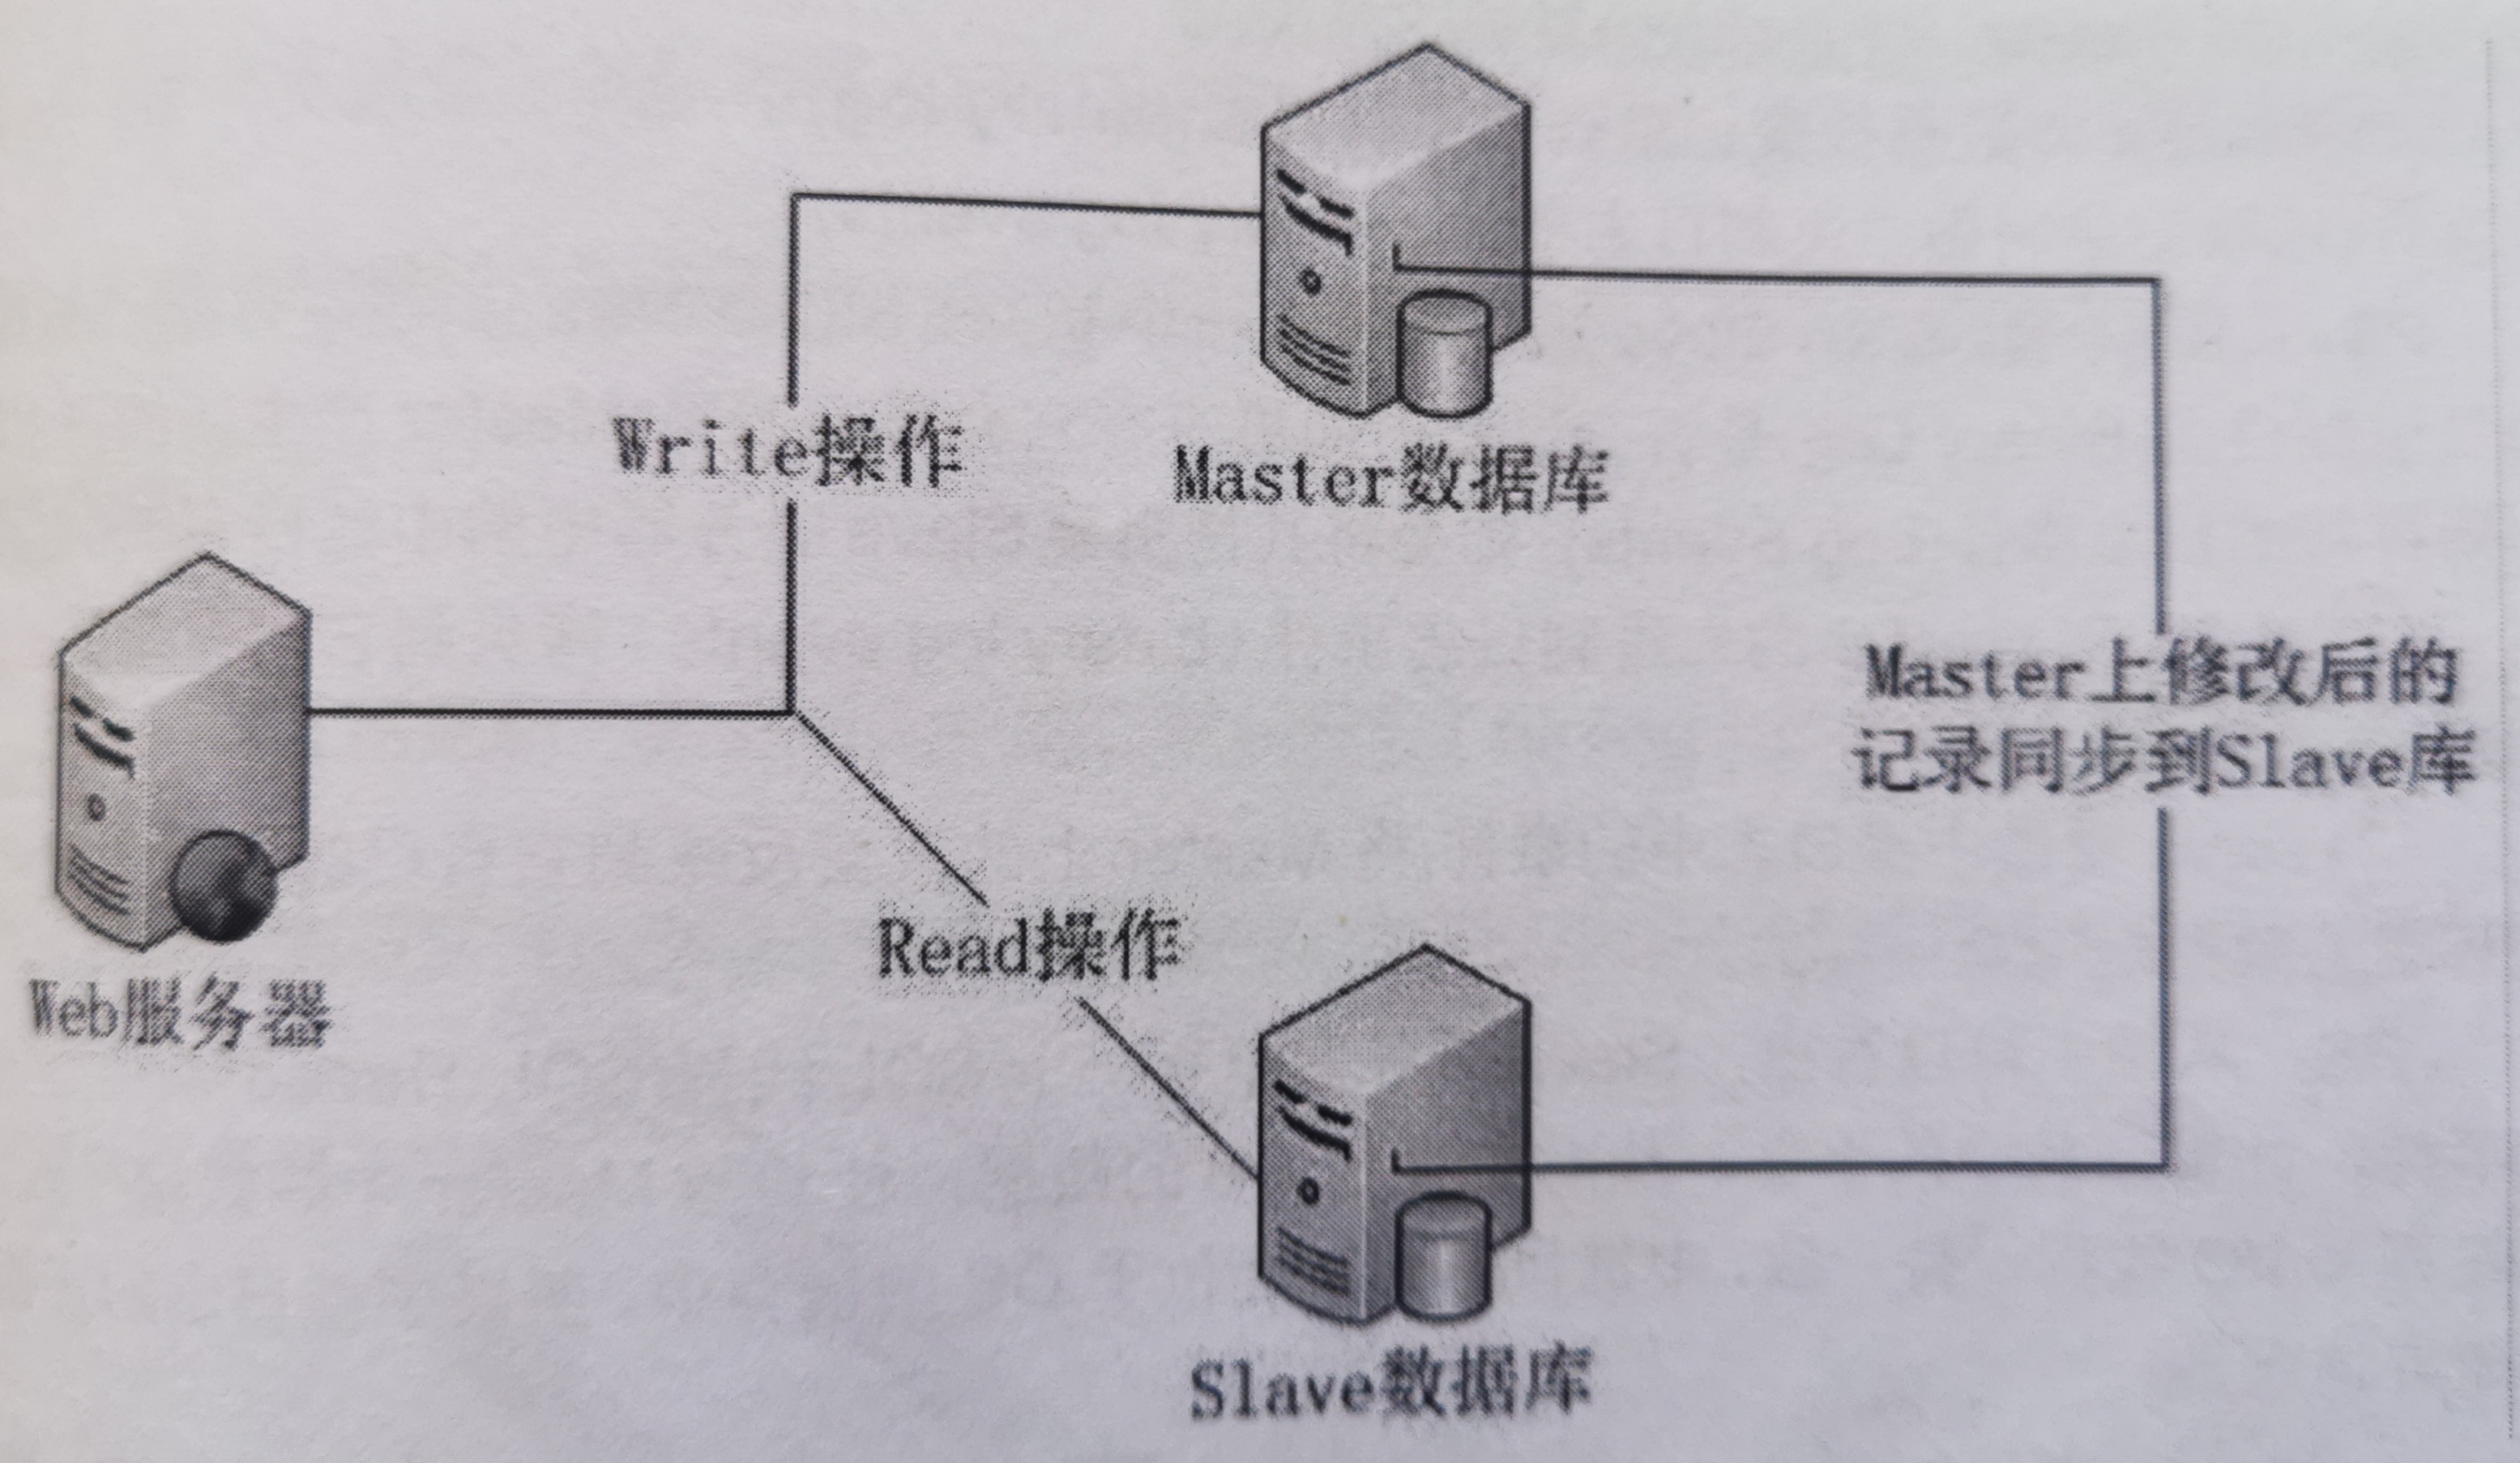 Write操作
Master数据库
Master上修改后的
记录同步到Slave库
Web服务器
Read操作
Slave数据库